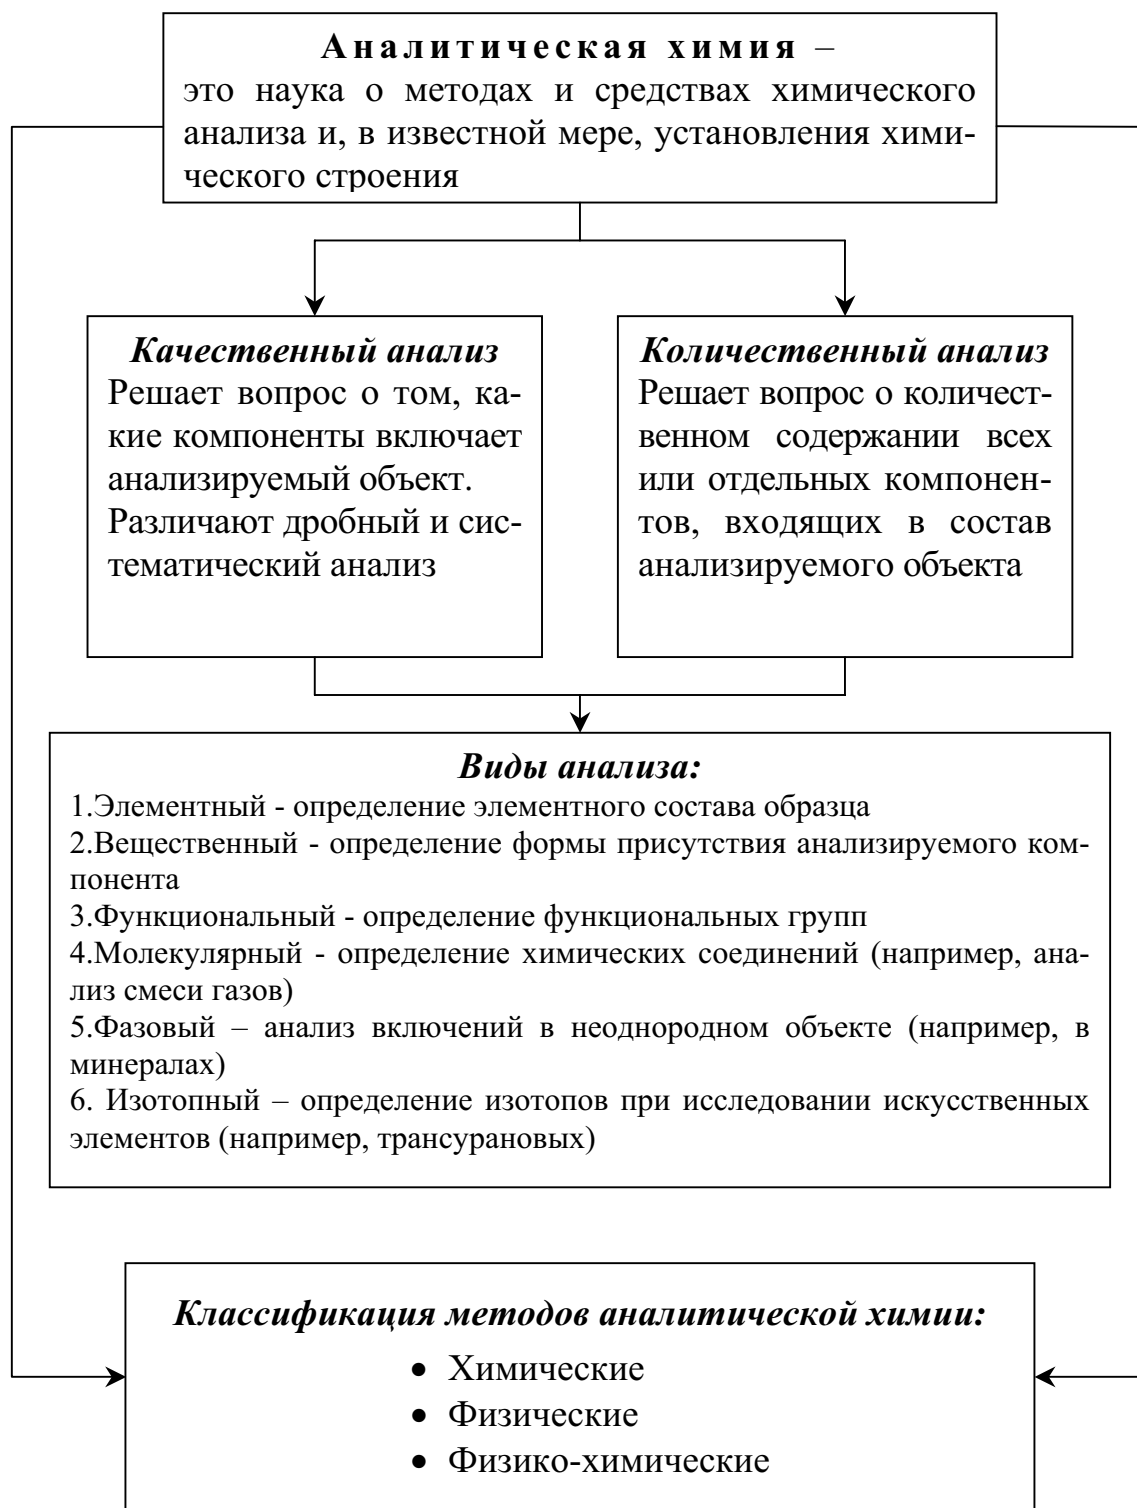 Аналитическая химия –
это наука о методах и средствах химического
анализа и, в известной мере, установления хими-
ческого строения
Качественный анализ
Решает вопрос о том, ка-
кие компоненты включает
анализируемый объект.
Различают дробный и сис-
тематический анализ
Количественный анализ
Решает вопрос о количест-
венном содержании всех
или отдельных компонен-
тов, входящих в состав
анализируемого объекта
Виды анализа:
1.Элементный - определение элементного состава образца
2.Вещественный - определение формы присутствия анализируемого ком-
понента
3.Функциональный - определение функциональных групп
4.Молекулярный - определение химических соединений (например, ана-
лиз смеси газов)
5.Фазовый – анализ включений в неоднородном объекте (например, в
минералах)
6. Изотопный – определение изотопов при исследовании искусственных
элементов (например, трансурановых)
Классификация методов аналитической химии:
• Химические
• Физические
• Физико-химические